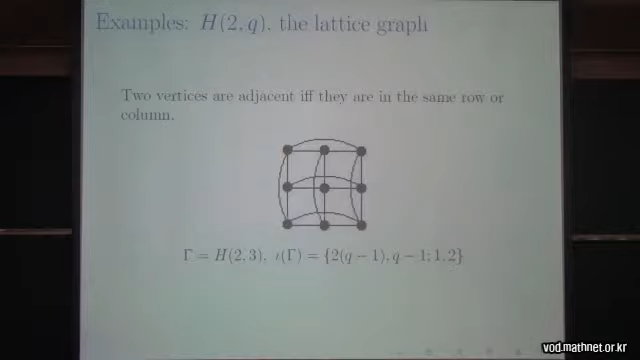 Examples: H(2, q), the lattice graph
Two vertices are adjacent iff they are in the same row or
column.
Γ = H(2, 3), ι(Γ) = {2(q − 1), q − 1; 1, 2}
vod.mathnet.or.kr